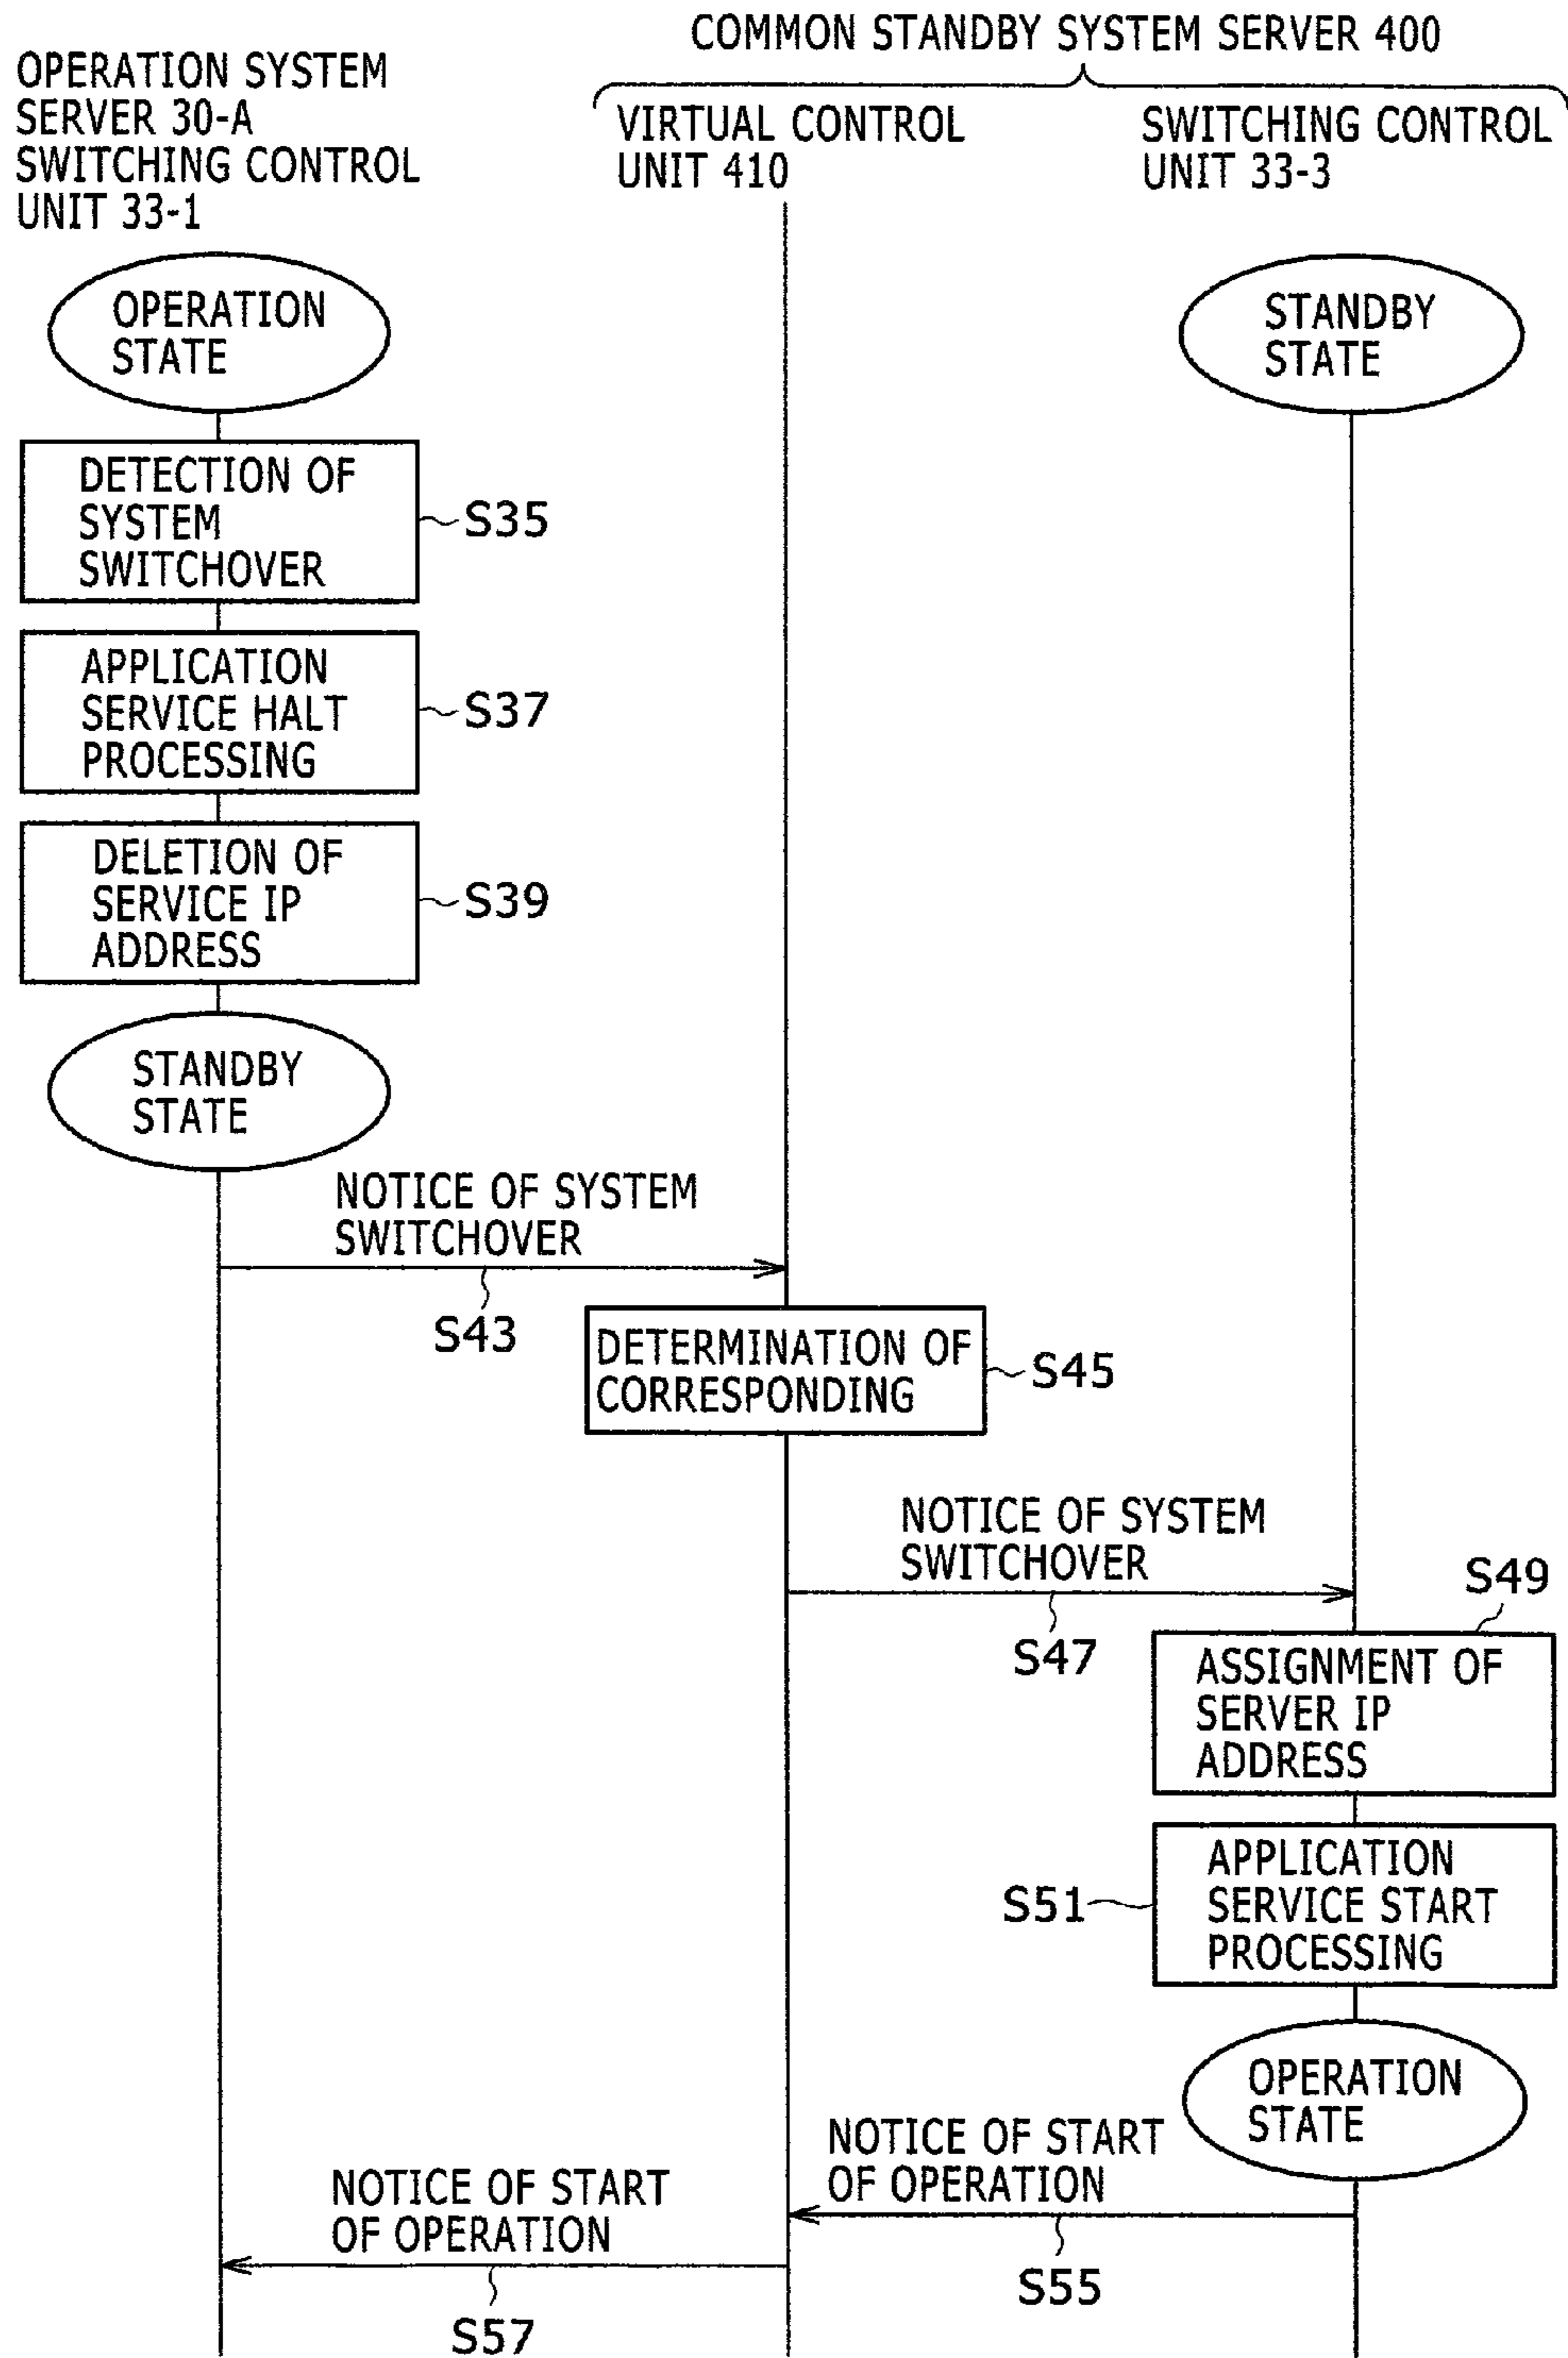 COMMON STANDBY SYSTEM SERVER 400
OPERATION SYSTEM
SERVER 30-A
SWITCHING CONTROL
UNIT 33-1
VIRTUAL CONTROL
UNIT 410
SWITCHING CONTROL
UNIT 33-3
OPERATION
STATE
STANDBY
STATE
DETECTION OF
SYSTEM
SWITCHOVER
S35
APPLICATION
SERVICE HALT
PROCESSING
S37
DELETION OF
SERVICE IP
ADDRESS
S39
STANDBY
STATE
NOTICE OF SYSTEM
SWITCHOVER
S43
DETERMINATION OF
CORRESPONDING
S45
NOTICE OF SYSTEM
SWITCHOVER
S47
S49
ASSIGNMENT OF
SERVER IP
ADDRESS
S51
APPLICATION
SERVICE START
PROCESSING
OPERATION
STATE
NOTICE OF START
OF OPERATION
S55
NOTICE OF START
OF OPERATION
S57